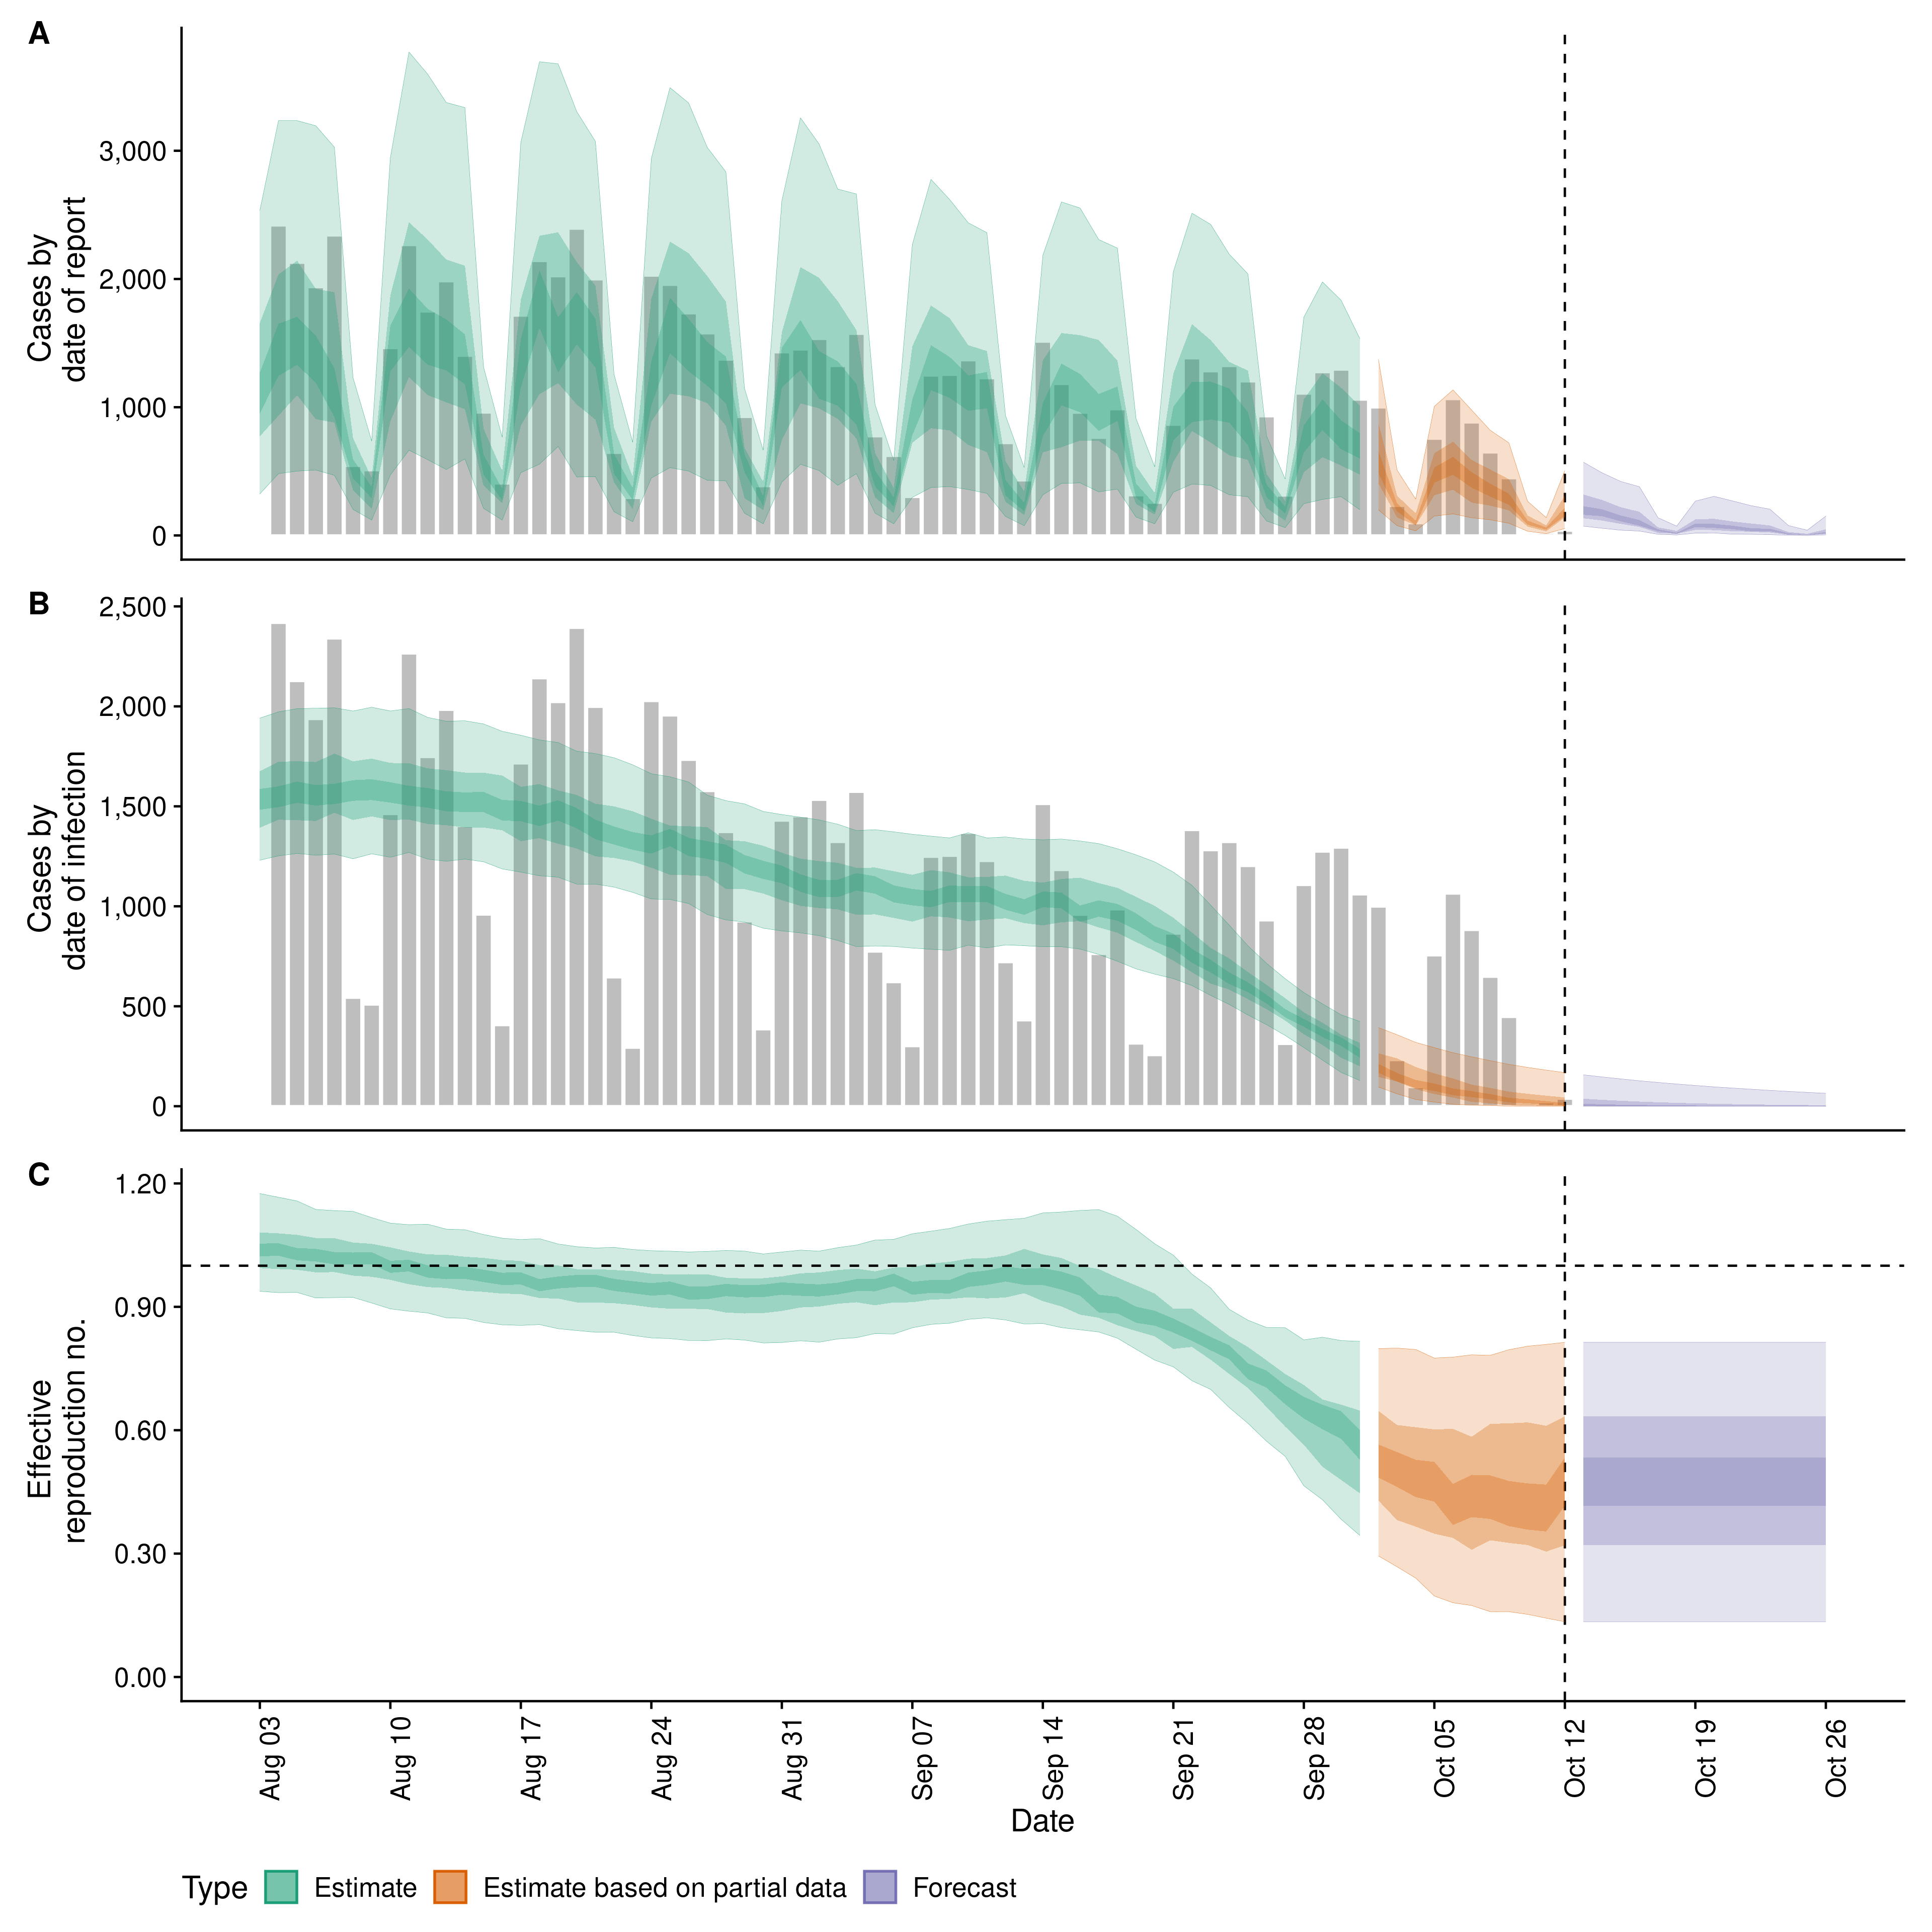 A
3,000
2,000
1,000
0
Cases by
date of report
B
2,500
2,000
1,500
1,000
500
0
Cases by
date of infection
C
1.20
0.90
0.60
0.30
0.00
Effective
reproduction no.
Aug 03
Aug 10
Aug 17
Aug 24
Aug 31
Sep 07
Sep 14
Sep 21
Sep 28
Oct 05
Oct 12
Oct 19
Oct 26
Date
Type Estimate Estimate based on partial data Forecast